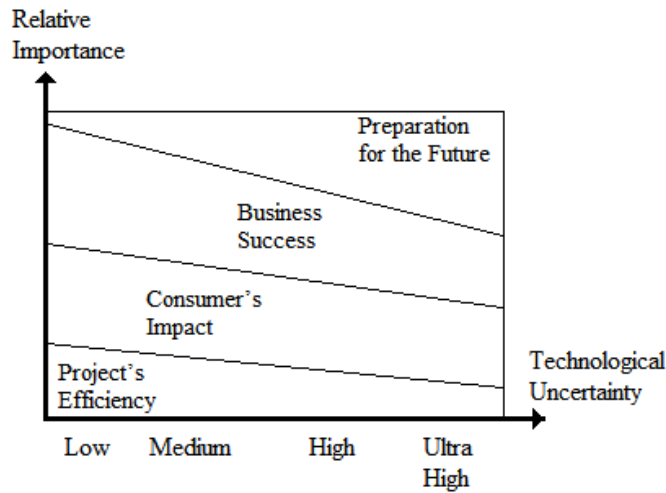 Relative
Importance
Preparation
for the Future
Business
Success
Consumer’s
Impact
Project’s
Efficiency
Technological
Uncertainty
Low Medium High Ultra
High